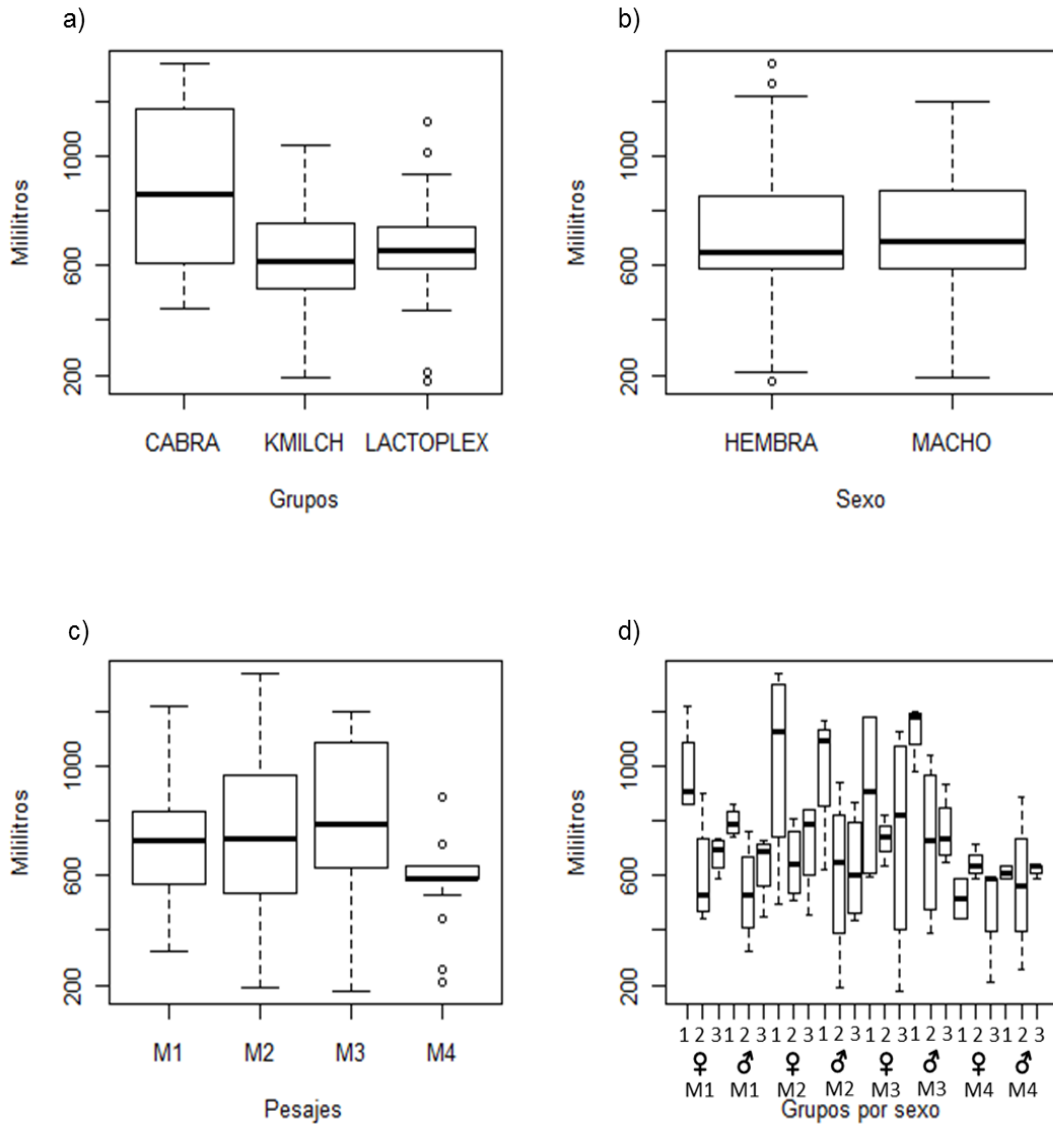 a)
b)
Mililitros
200
600
1000
CABRA
KMILCH
LACTOPLEX
Grupos
Mililitros
200
600
1000
HEMBRA
MACHO
Sexo
c)
d)
Mililitros
200
600
1000
M1
M2
M3
M4
Pesajes
Mililitros
200
600
1000
1 2 3 1 2 3 1 2 3 1 2 3 1 2 3 1 2 3 1 2 3 1 2 3
♀ ♂ ♀ ♂ ♀ ♂ ♀ ♂
M1 M1 M2 M2 M3 M3 M4 M4
Grupos por sexo